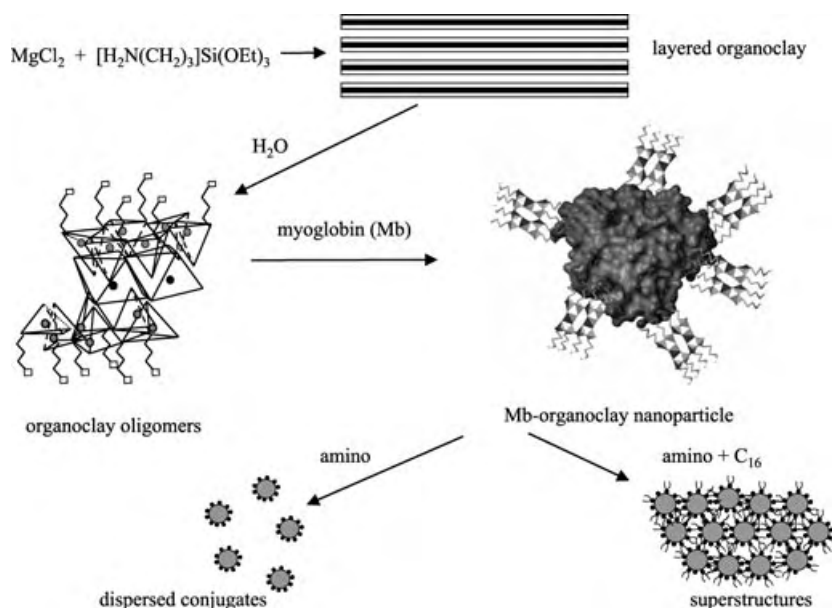 MgCl₂ + [H₂N(CH₂)₃]Si(OEt)₃
layered organoclay
H₂O
myoglobin (Mb)
organoclay oligomers
Mb-organoclay nanoparticle
amino
amino + C₁₆
dispersed conjugates
superstructures